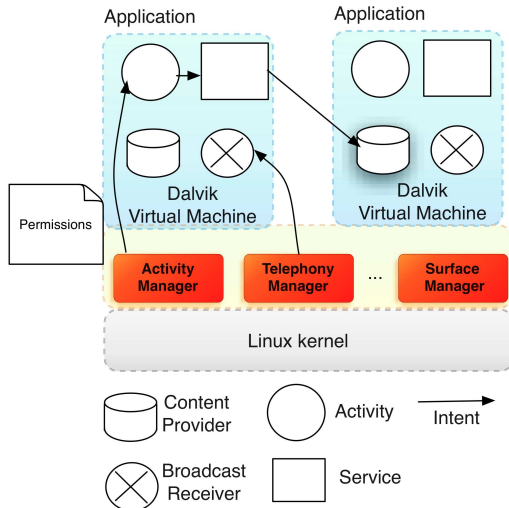 Application
Application
Dalvik
Virtual Machine
Dalvik
Virtual Machine
Permissions
Activity
Manager
Telephony
Manager
...
Surface
Manager
Linux kernel
Content
Provider
Activity
Intent
Broadcast
Receiver
Service